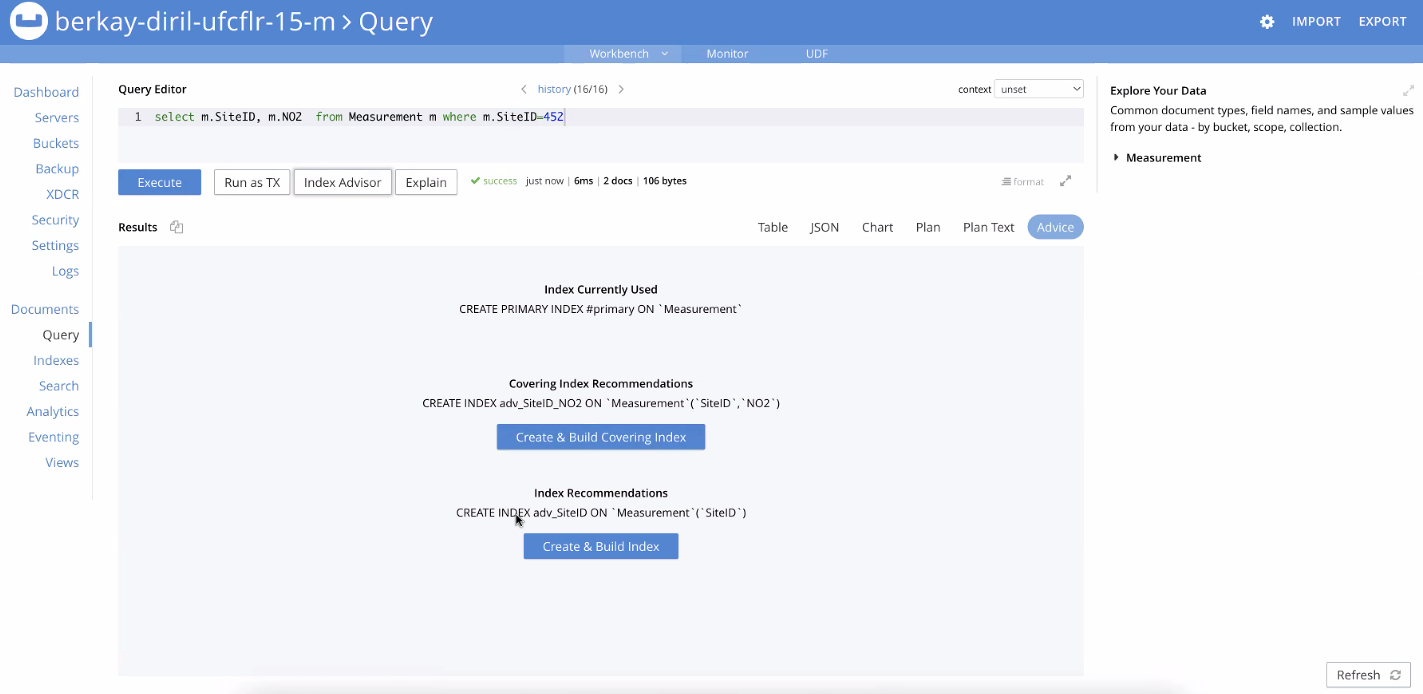 berkay-diril-ufcflr-15-m > Query
IMPORT EXPORT
Workbench Monitor UDF
Dashboard
Servers
Buckets
Backup
XDCR
Security
Settings
Logs
Documents
Query
Indexes
Search
Analytics
Eventing
Views
Query Editor history (16/16) context unset
1 select m.SiteID, m.NO2  from Measurement m where m.SiteID=452
Execute Run as TX Index Advisor Explain success just now | 6ms | 2 docs | 106 bytes format
Results Table JSON Chart Plan Plan Text Advice
Index Currently Used
CREATE PRIMARY INDEX #primary ON `Measurement`
Covering Index Recommendations
CREATE INDEX adv_SiteID_NO2 ON `Measurement`(`SiteID`,`NO2`)
Create & Build Covering Index
Index Recommendations
CREATE INDEX adv_SiteID ON `Measurement`(`SiteID`)
Create & Build Index
Explore Your Data
Common document types, field names, and sample values
from your data - by bucket, scope, collection.
Measurement
Refresh